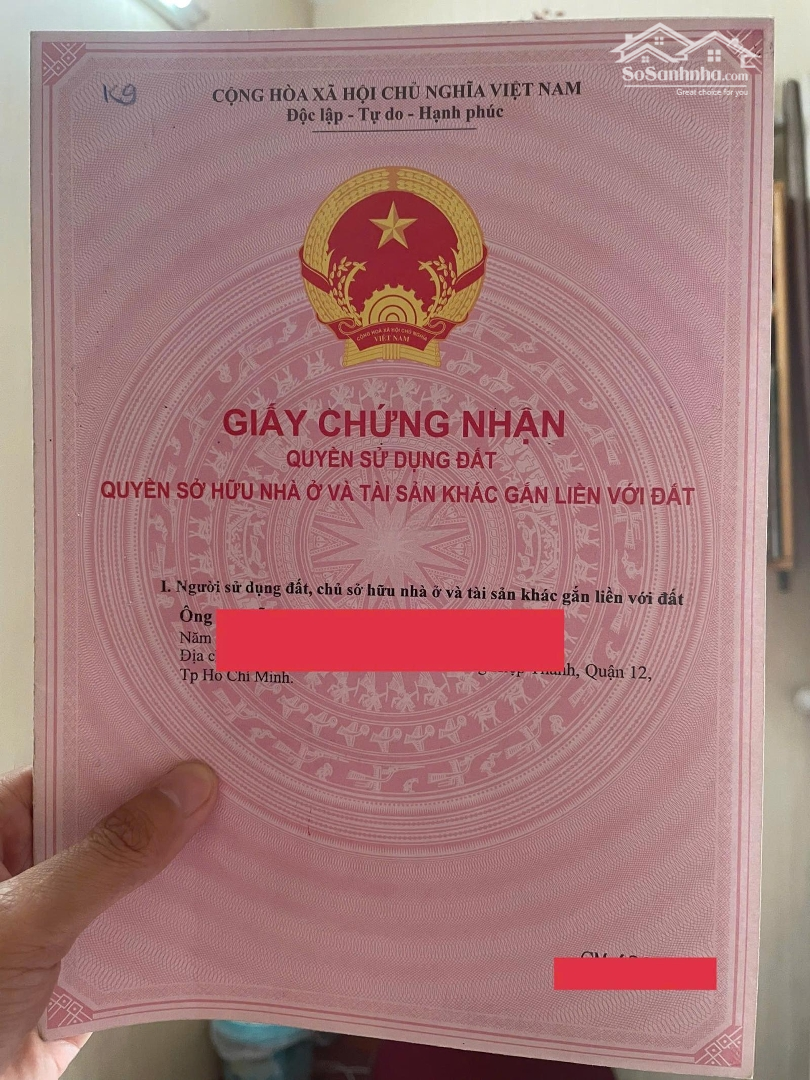 SoSanhnha.com
Great choice for you
K9
CỘNG HÒA XÃ HỘI CHỦ NGHĨA VIỆT NAM
Độc lập - Tự do - Hạnh phúc
CỘNG HOÀ XÃ HỘI CHỦ NGHĨA
VIỆT NAM
GIẤY CHỨNG NHẬN
QUYỀN SỬ DỤNG ĐẤT
QUYỀN SỞ HỮU NHÀ Ở VÀ TÀI SẢN KHÁC GẮN LIỀN VỚI ĐẤT
I. Người sử dụng đất, chủ sở hữu nhà ở và tài sản khác gắn liền với đất
Ông
Năm
Địa Thành, Quận 12,
Tp Hồ Chí Minh.